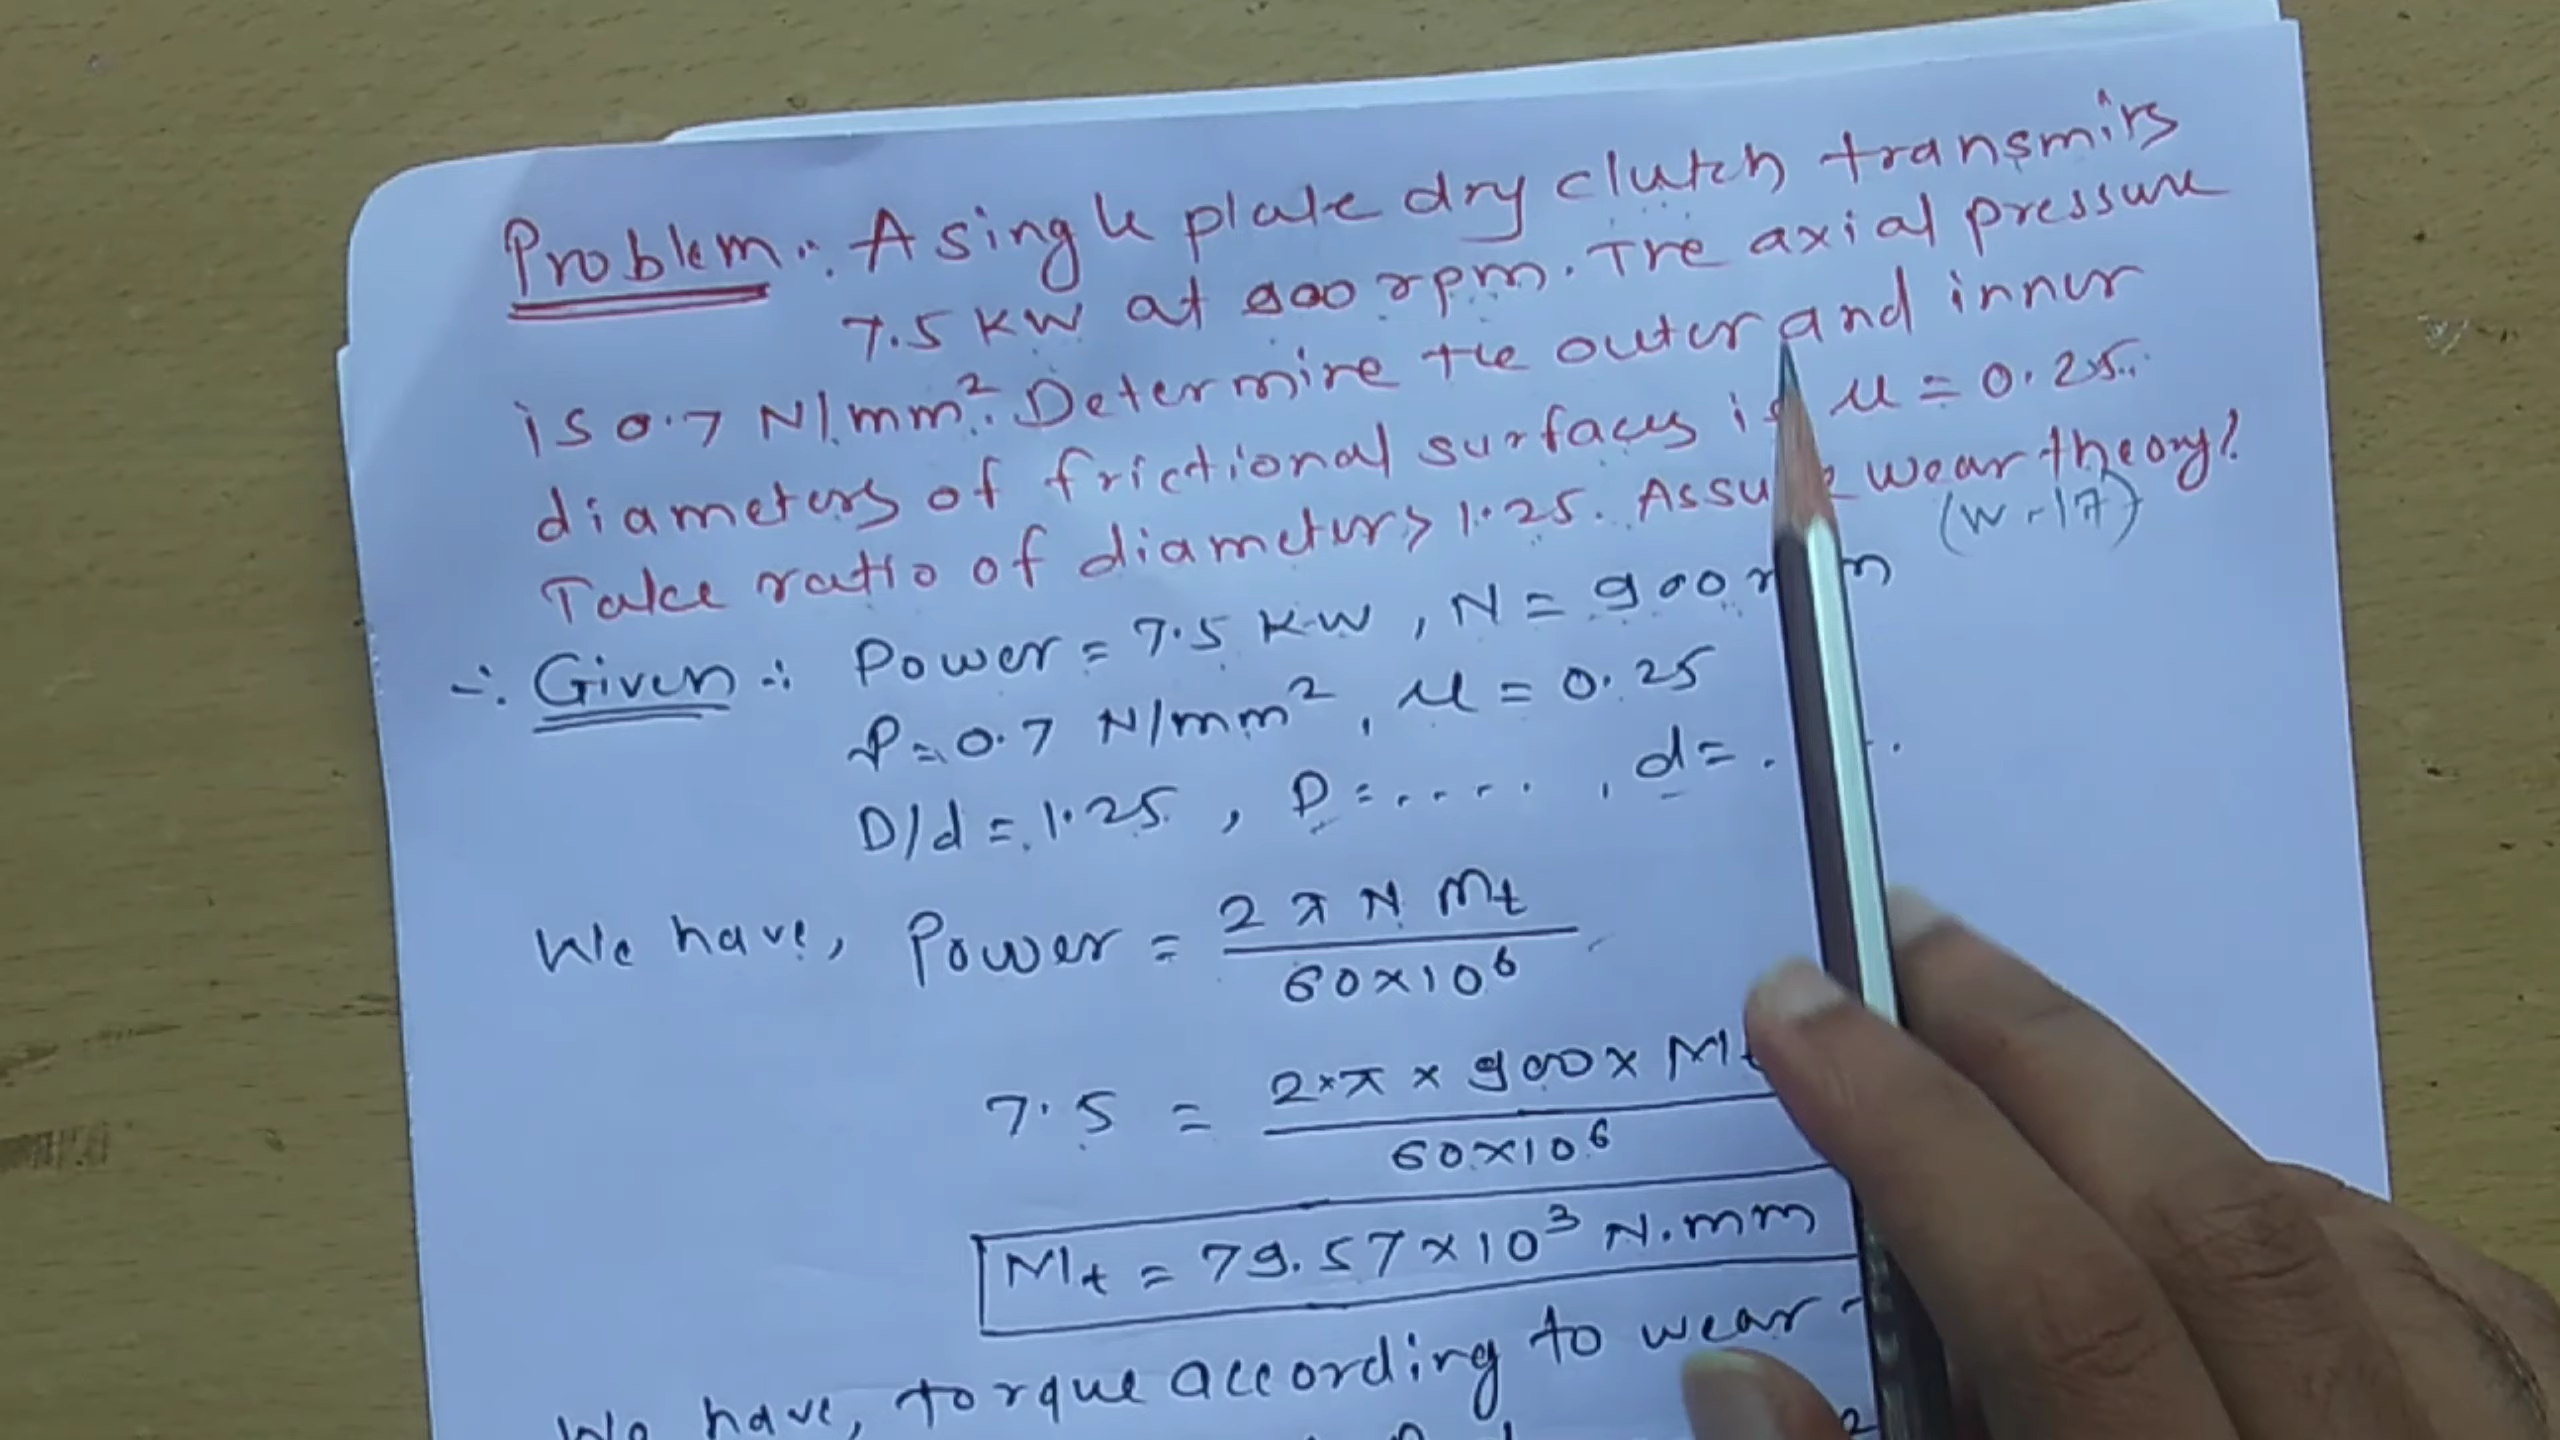 Problem:. A single plate dry clutch transmits
7.5 KW at 900 rpm. The axial pressure
is 0.7 N/mm². Determine the outer and inner
diameters of frictional surfaces if μ = 0.25.
Take ratio of diameters 1.25. Assume wear theory?
(W-17)
-:. Given -: Power = 7.5 KW, N = 900 rpm
P = 0.7 N/mm², μ = 0.25
D/d = 1.25, D = ...., d = . .
We have, Power = 2 π N Mt / 60×10⁶
7.5 = 2×π × 900 × Mt / 60×10⁶
Mt = 79.57×10³ N.mm
We have, torque according to wear
2